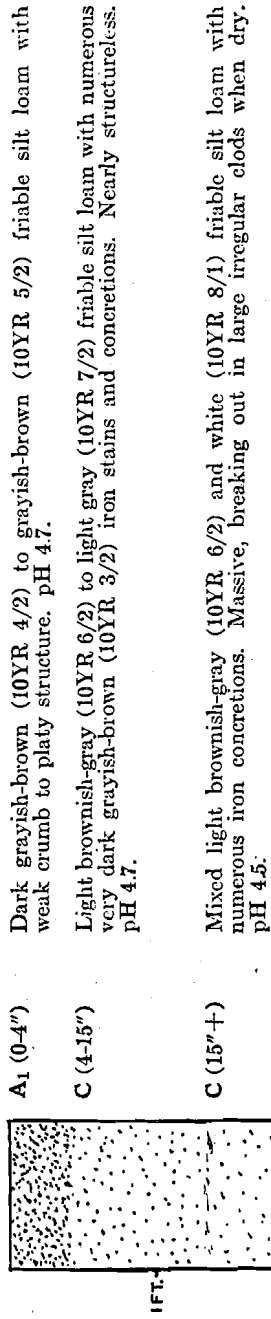 A1 (0-4") Dark grayish-brown (10YR 4/2) to grayish-brown (10YR 5/2) friable silt loam with
weak crumb to platy structure. pH 4.7.
C (4-15") Light brownish-gray (10YR 6/2) to light gray (10YR 7/2) friable silt loam with numerous
very dark grayish-brown (10YR 3/2) iron stains and concretions. Nearly structureless.
pH 4.7.
1 FT.
C (15"+) Mixed light brownish-gray (10YR 6/2) and white (10YR 8/1) friable silt loam with
numerous iron concretions. Massive, breaking out in large irregular clods when dry.
pH 4.5.